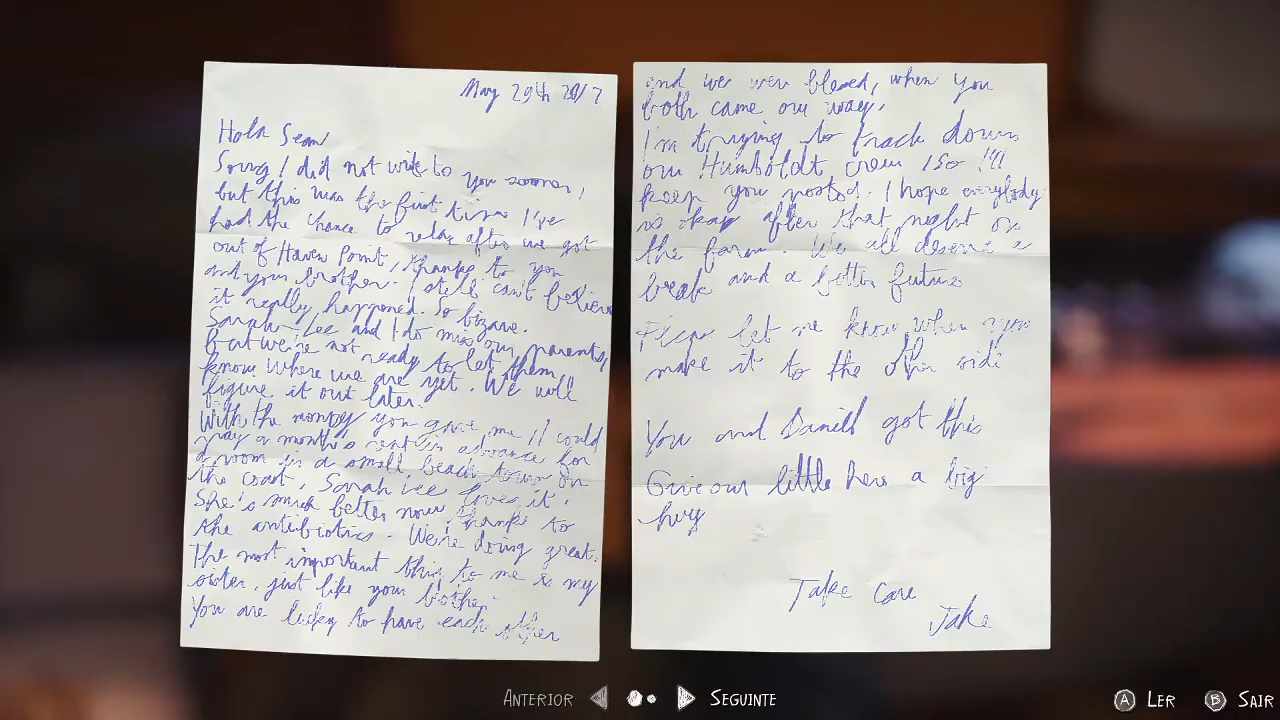 May 29th 2017
Hola Sean
Sorry I did not write to you sooner,
but this was the first time I've
had the chance to relax after we got
out of Haven Point, thanks to you
and your brother. I still can't believe
it really happened. So bizarre.
Sarah-Lee and I do miss our parents,
but we're not ready to let them
know where we are yet. We will
figure it out later.
With the money you gave me I could
pay a month's rent in advance for
a room in a small beach town on
the coast, Sarah Lee loves it.
She's much better now, thanks to
the antibiotics. We're doing great.
The most important thing to me is my
sister, just like your brother.
You are lucky to have each other
and we were blessed, when you
both came our way.
I'm trying to track down
our Humboldt crew so I'll
keep you posted. I hope everybody
is okay after that night on
the farm. We all deserve a
break and a better future
Please let me know when you
make it to the other side
You and Daniel got this
Give our little hero a big
hug
Take Care
Jake
ANTERIOR
SEGUINTE
A LER
B SAIR